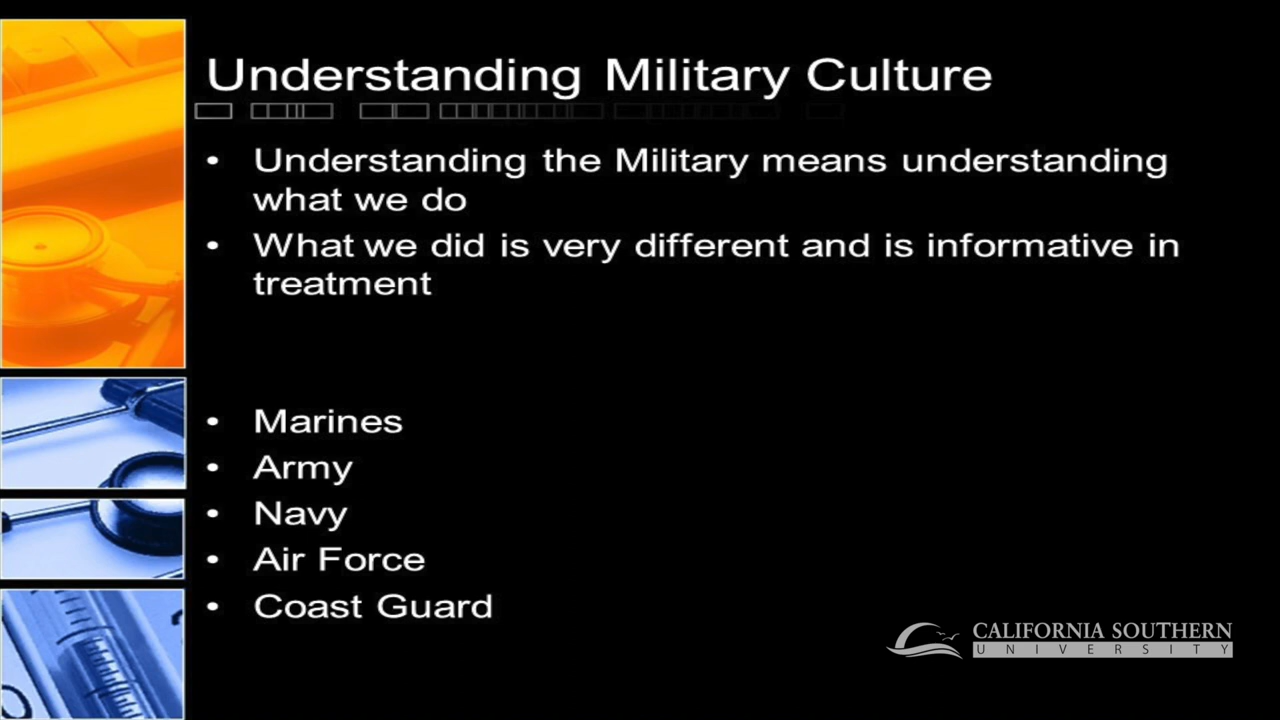 Understanding Military Culture
• Understanding the Military means understanding
what we do
• What we did is very different and is informative in
treatment
• Marines
• Army
• Navy
• Air Force
• Coast Guard
CALIFORNIA SOUTHERN
UNIVERSITY